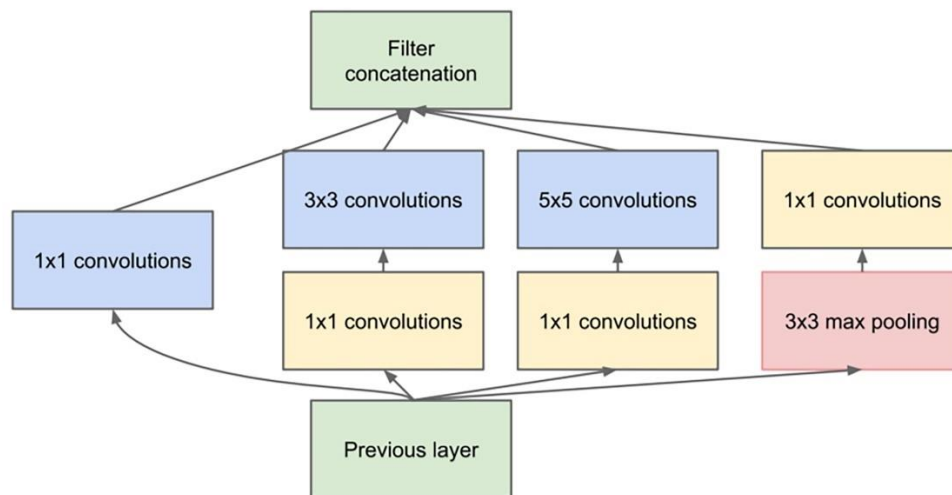 Filter
concatenation
3x3 convolutions
5x5 convolutions
1x1 convolutions
1x1 convolutions
1x1 convolutions
1x1 convolutions
3x3 max pooling
Previous layer